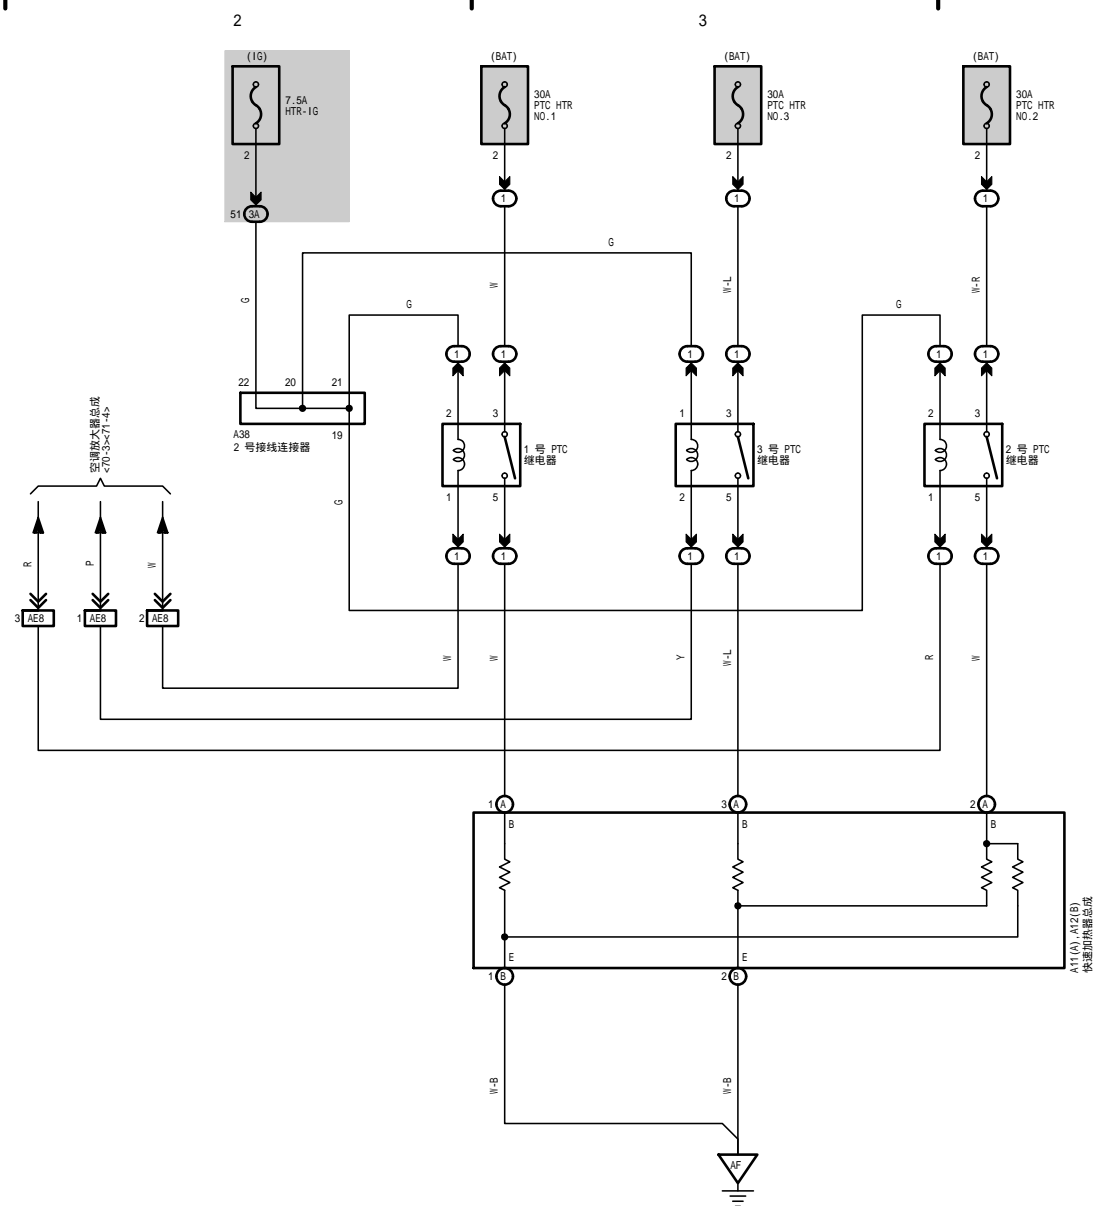 2
3
(IG)
7.5A
HTR-IG
2
51
3A
(BAT)
30A
PTC HTR
NO.1
2
1
(BAT)
30A
PTC HTR
NO.3
2
1
(BAT)
30A
PTC HTR
NO.2
2
1
G
G
W
W-L
W-R
G
G
1
1
1
1
1
1
22
20
21
19
A38
2 号接线连接器
G
2
3
1 号 PTC
继电器
1
5
1
3
3 号 PTC
继电器
2
5
2
3
2 号 PTC
继电器
1
5
1
1
1
1
1
1
空调放大器总成
<70-3><71-4>
R
P
W
3
AE8
1
AE8
2
AE8
W
W
Y
W-L
R
W
1
A
3
A
2
A
B
B
B
E
E
A11(A),A12(B)
快速加热器总成
1
B
2
B
W-B
W-B
AF